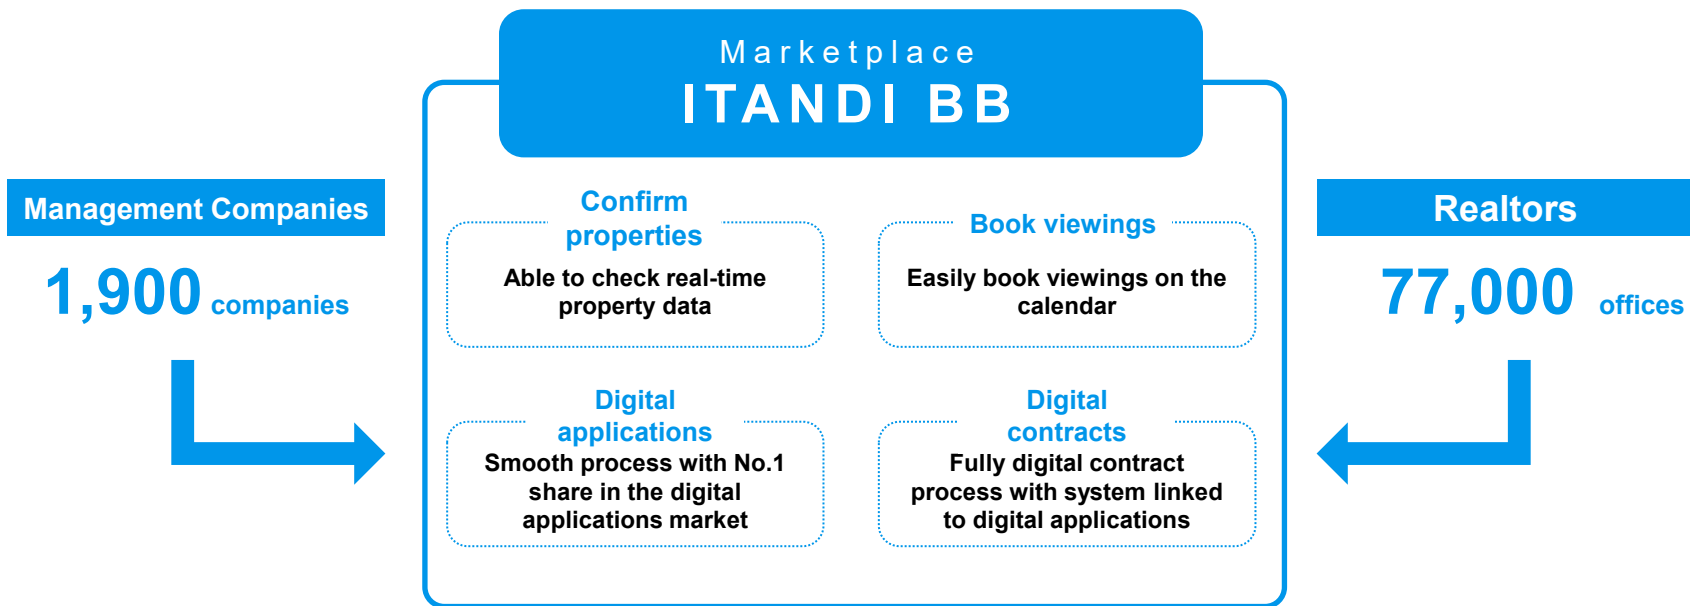 Marketplace
ITANDI BB
Management Companies
1,900 companies
Confirm
properties
Able to check real-time
property data
Book viewings
Easily book viewings on the
calendar
Digital
applications
Smooth process with No.1
share in the digital
applications market
Digital
contracts
Fully digital contract
process with system linked
to digital applications
Realtors
77,000 offices